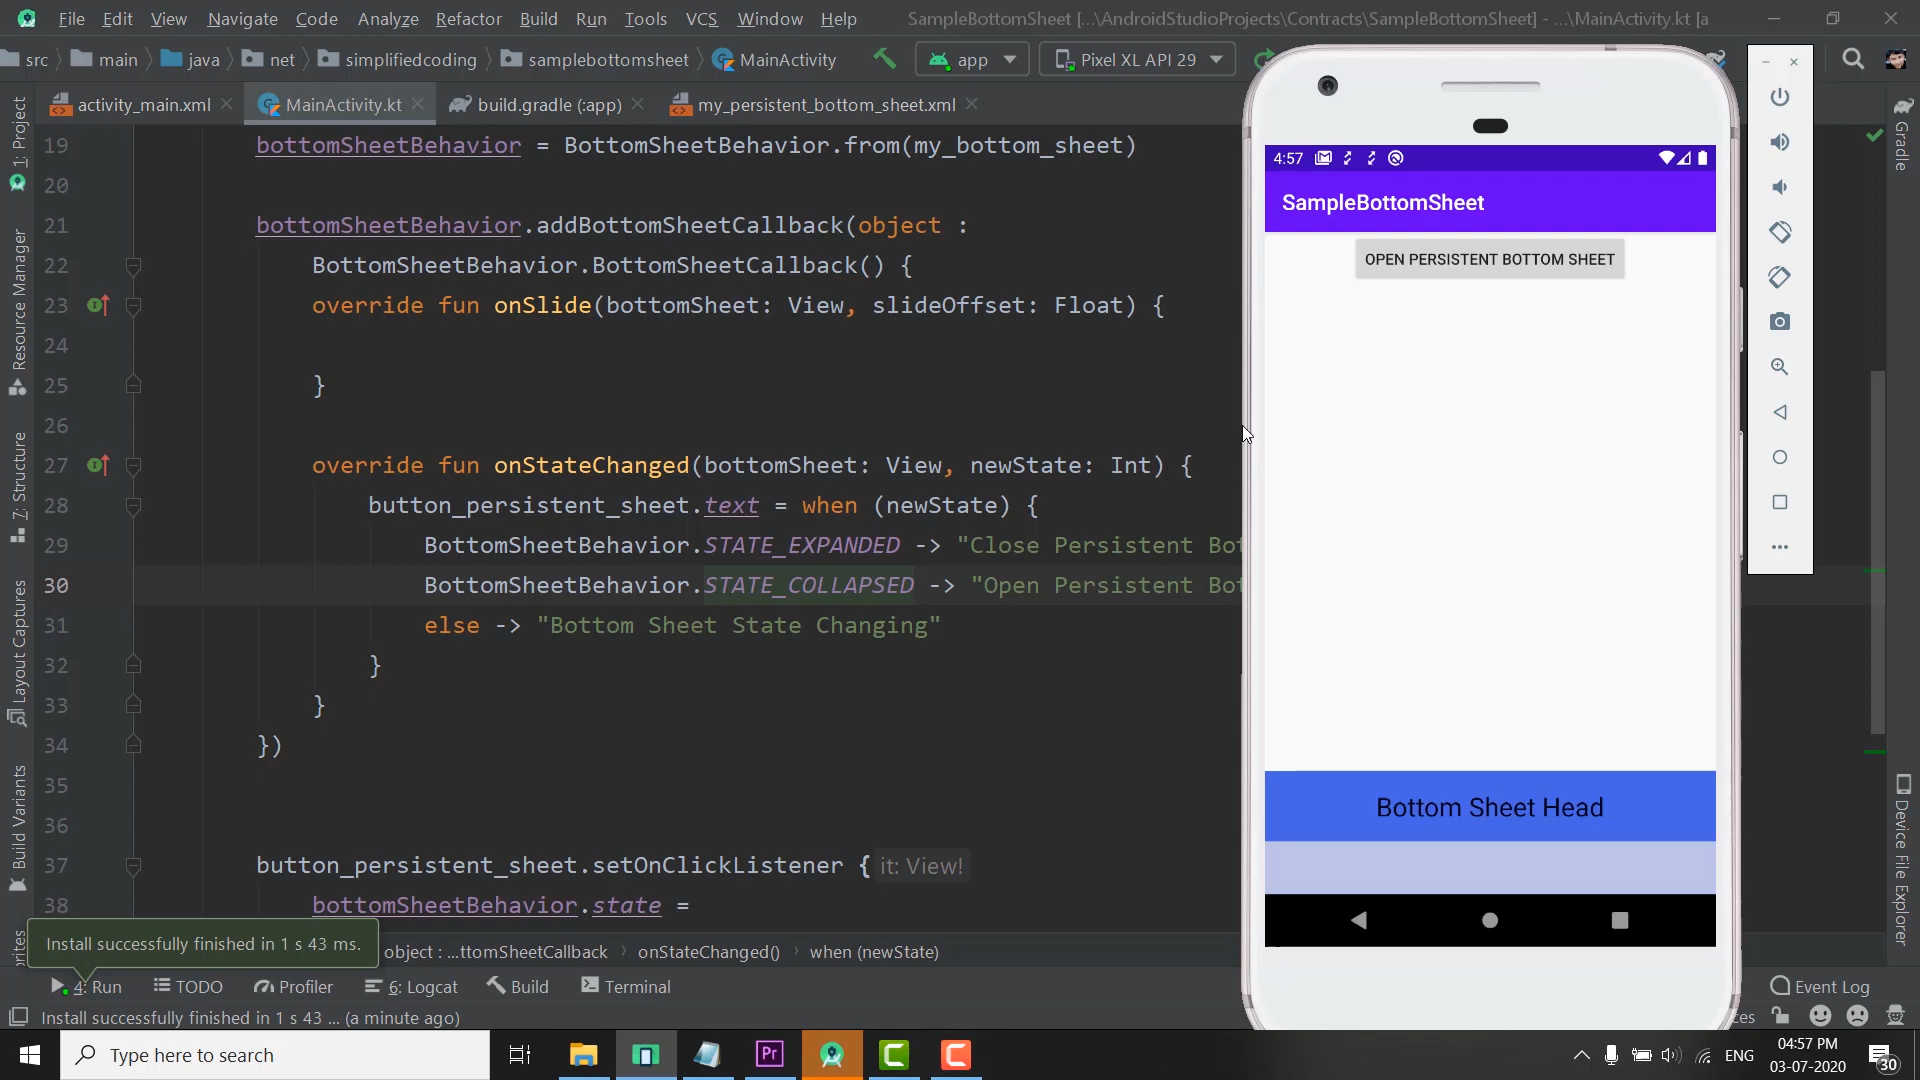 File Edit View Navigate Code Analyze Refactor Build Run Tools VCS Window Help SampleBottomSheet [...\AndroidStudioProjects\Contracts\SampleBottomSheet] - ...\MainActivity.kt [a
src main java net simplifiedcoding samplebottomsheet MainActivity app Pixel XL API 29
activity_main.xml MainActivity.kt build.gradle (:app) my_persistent_bottom_sheet.xml
1: Project
Resource Manager
7: Structure
Layout Captures
Build Variants
19 bottomSheetBehavior = BottomSheetBehavior.from(my_bottom_sheet)
20
21 bottomSheetBehavior.addBottomSheetCallback(object :
22 BottomSheetBehavior.BottomSheetCallback() {
23 override fun onSlide(bottomSheet: View, slideOffset: Float) {
24
25 }
26
27 override fun onStateChanged(bottomSheet: View, newState: Int) {
28 button_persistent_sheet.text = when (newState) {
29 BottomSheetBehavior.STATE_EXPANDED -> "Close Persistent Bot
30 BottomSheetBehavior.STATE_COLLAPSED -> "Open Persistent Bot
31 else -> "Bottom Sheet State Changing"
32 }
33 }
34 })
35
36
37 button_persistent_sheet.setOnClickListener { it: View!
38 bottomSheetBehavior.state =
4:57
SampleBottomSheet
OPEN PERSISTENT BOTTOM SHEET
Bottom Sheet Head
Gradle
Device File Explorer
Install successfully finished in 1 s 43 ms.
object : ...ttomSheetCallback onStateChanged() when (newState)
4: Run TODO Profiler 6: Logcat Build Terminal Event Log
Install successfully finished in 1 s 43 ... (a minute ago)
ces
Type here to search
Pr
ENG
04:57 PM
03-07-2020
30